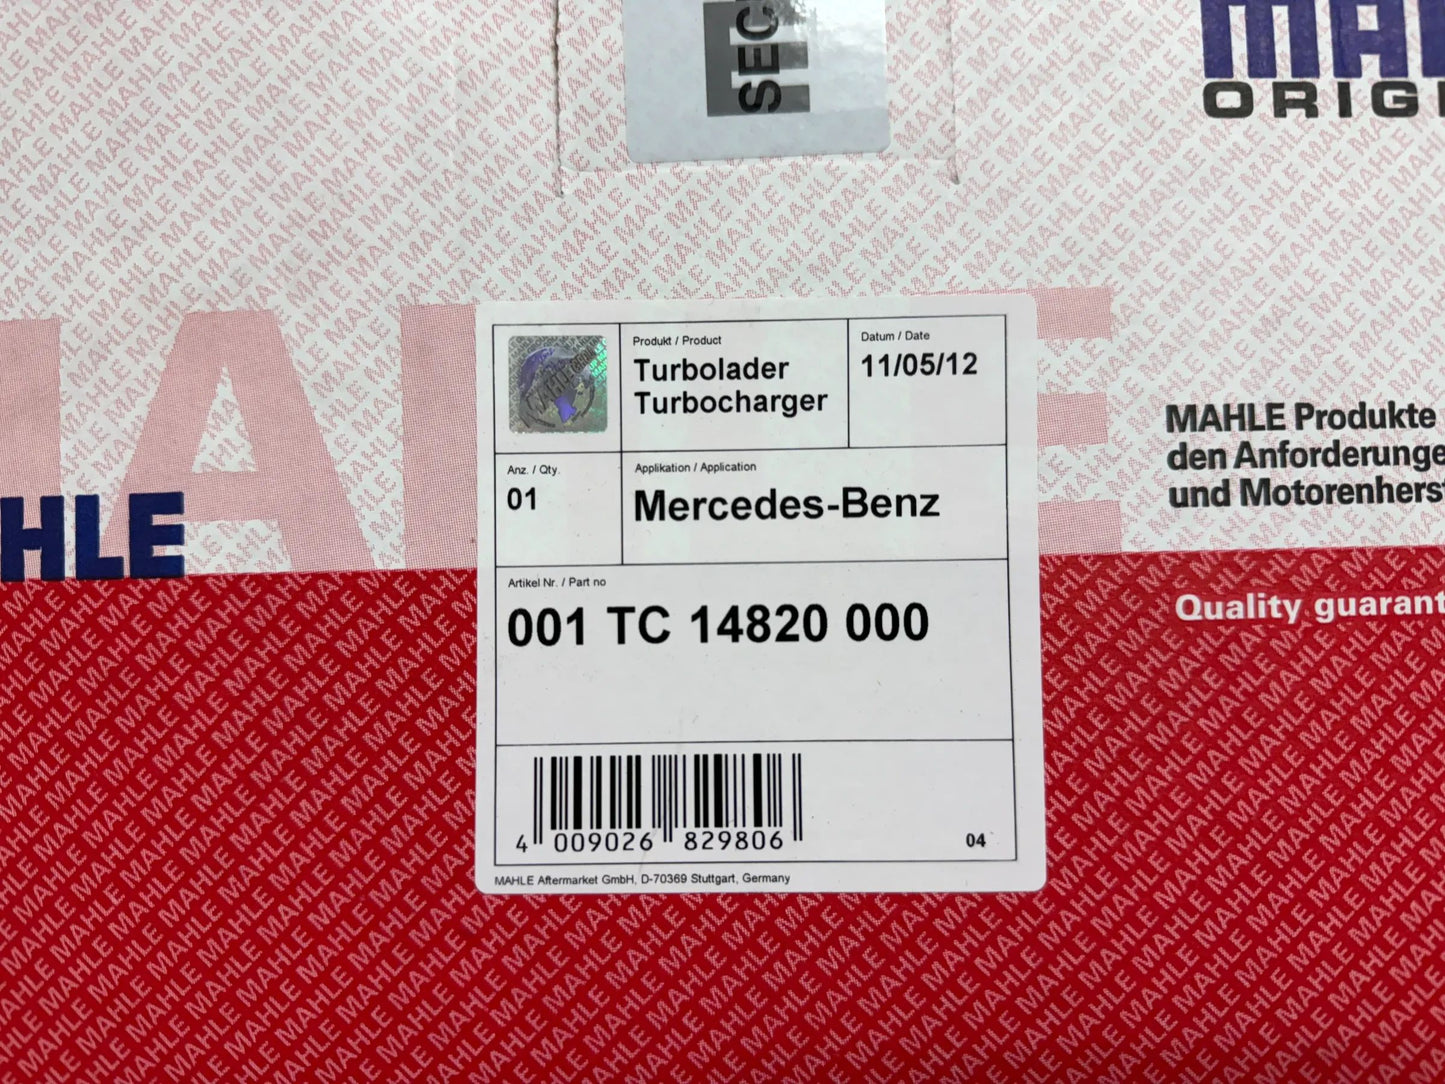 SEC
MAH
ORIGI
MAHLE
HLE
Produkt / Product
Turbolader
Turbocharger
Datum / Date
11/05/12
Anz. / Qty.
01
Applikation / Application
Mercedes-Benz
Artikel Nr. / Part no
001 TC 14820 000
4 009026 829806
04
MAHLE Aftermarket GmbH, D-70369 Stuttgart, Germany
MAHLE Produkte
den Anforderunge
und Motorenherst
Quality guarant